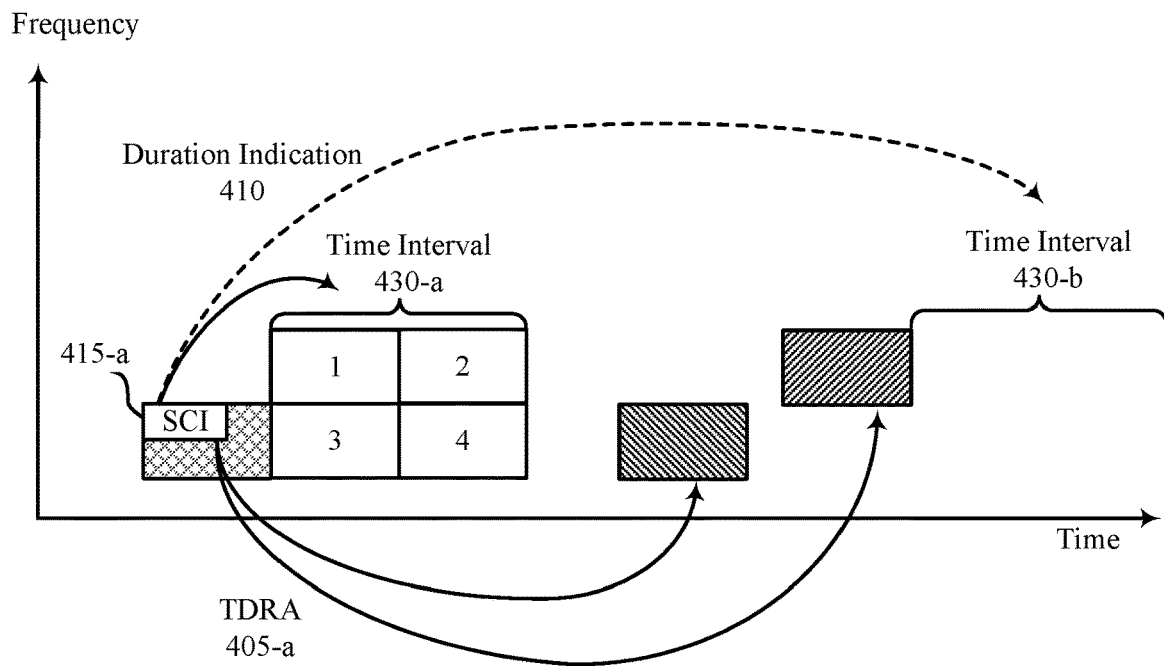 Frequency
Duration Indication
410
Time Interval
430-a
Time Interval
430-b
415-a
SCI
1
2
3
4
Time
TDRA
405-a